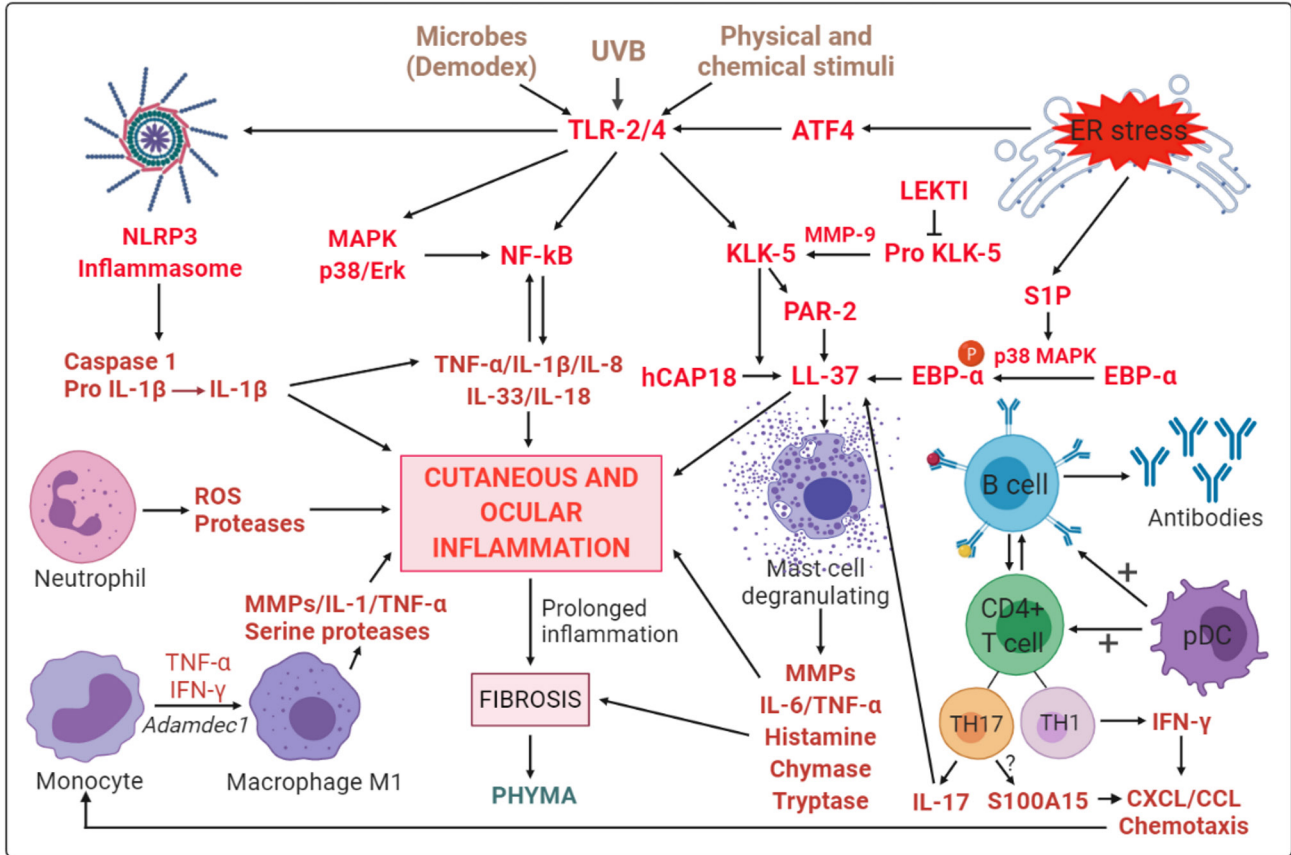 Microbes
(Demodex)
UVB
Physical and
chemical stimuli
TLR-2/4
ATF4
ER stress
LEKTI
NLRP3
Inflammasome
MAPK
p38/Erk
NF-kB
KLK-5
MMP-9
Pro KLK-5
PAR-2
S1P
Caspase 1
Pro IL-1β
IL-1β
TNF-α/IL-1β/IL-8
IL-33/IL-18
hCAP18
LL-37
EBP-α
P
p38 MAPK
EBP-α
CUTANEOUS AND
OCULAR
INFLAMMATION
ROS
Proteases
Neutrophil
Mast cell
degranulating
B cell
Antibodies
MMPs/IL-1/TNF-α
Serine proteases
Prolonged
inflammation
CD4+
T cell
+
+
pDC
TNF-α
IFN-γ
Adamdec1
Monocyte
Macrophage M1
FIBROSIS
PHYMA
MMPs
IL-6/TNF-α
Histamine
Chymase
Tryptase
TH17
TH1
IFN-γ
?
IL-17
S100A15
CXCL/CCL
Chemotaxis